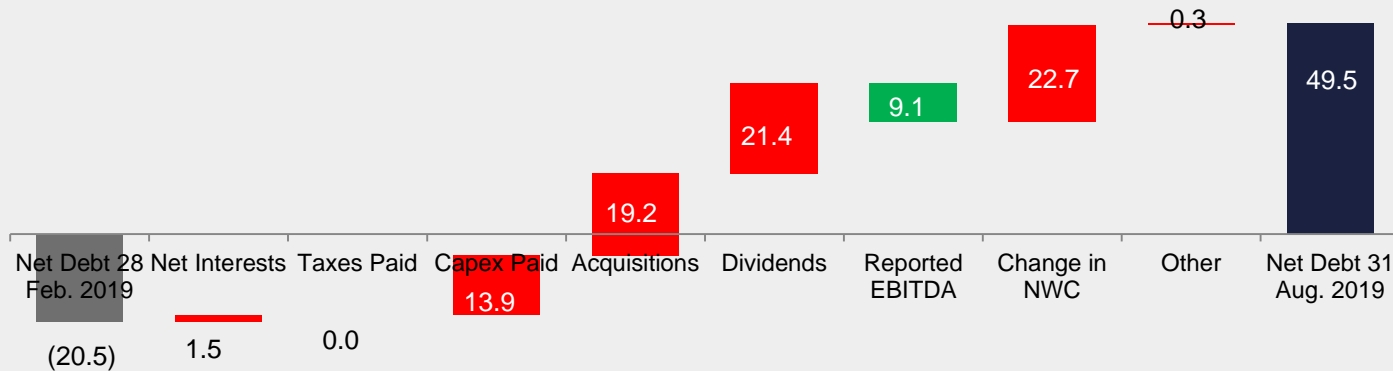 0.3
49.5
22.7
9.1
21.4
19.2
Net Debt 28
Feb. 2019
Net Interests
Taxes Paid
Capex Paid
Acquisitions
Dividends
Reported
EBITDA
Change in
NWC
Other
Net Debt 31
Aug. 2019
13.9
(20.5)
1.5
0.0